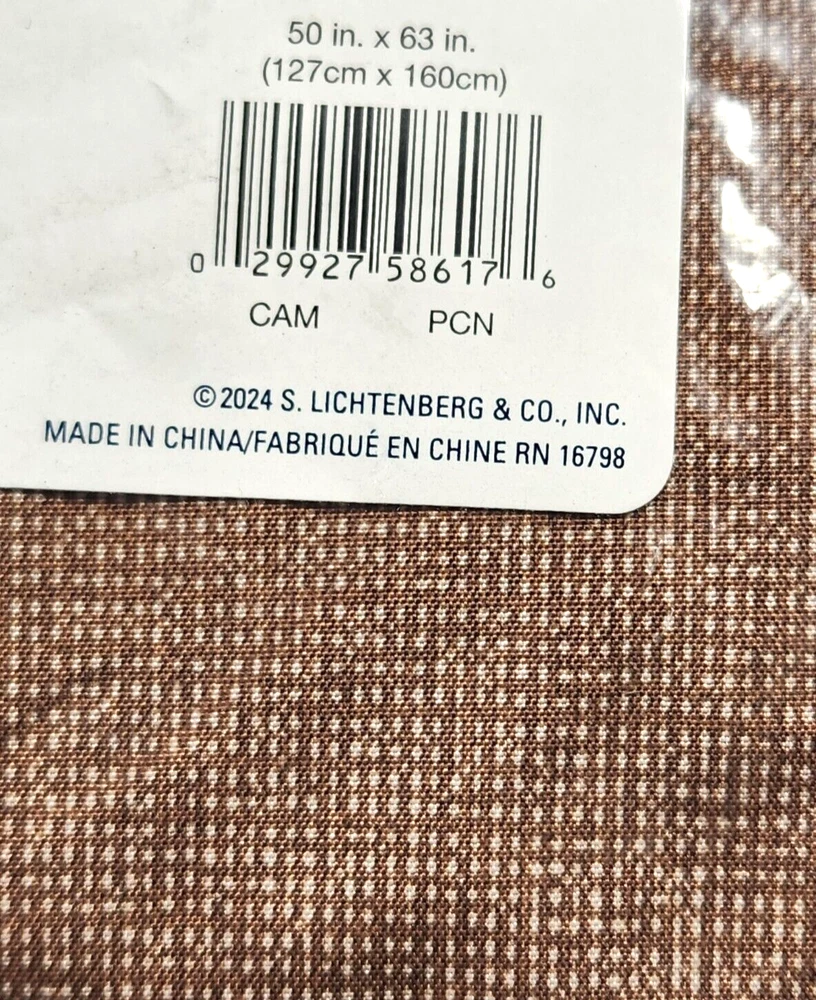 50 in. x 63 in.
(127cm x 160cm)
0 29927 58617 6
CAM PCN
©2024 S. LICHTENBERG & CO., INC.
MADE IN CHINA/FABRIQUÉ EN CHINE RN 16798